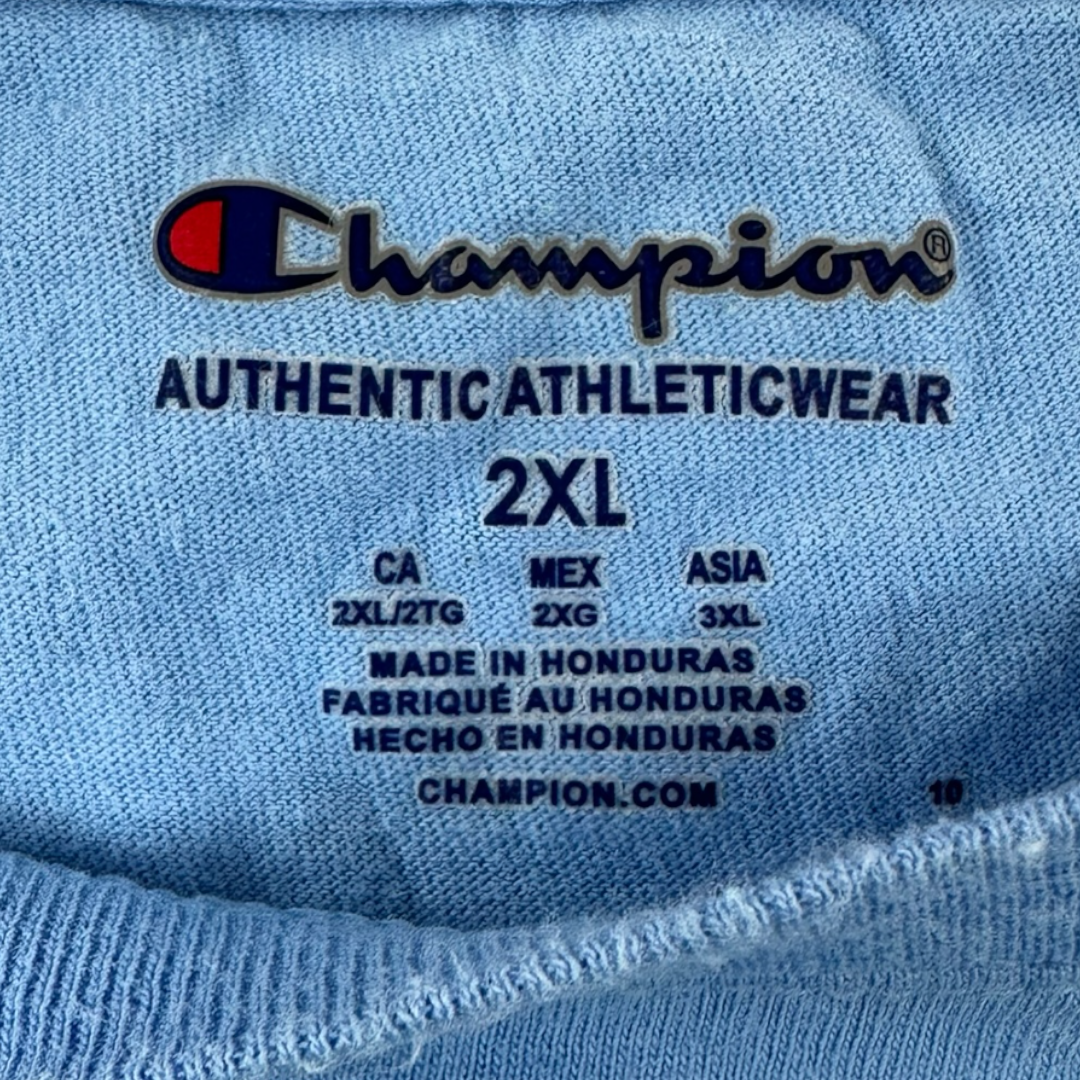 Champion®
AUTHENTIC ATHLETICWEAR
2XL
CA MEX ASIA
2XL/2TG 2XG 3XL
MADE IN HONDURAS
FABRIQUÉ AU HONDURAS
HECHO EN HONDURAS
CHAMPION.COM 10